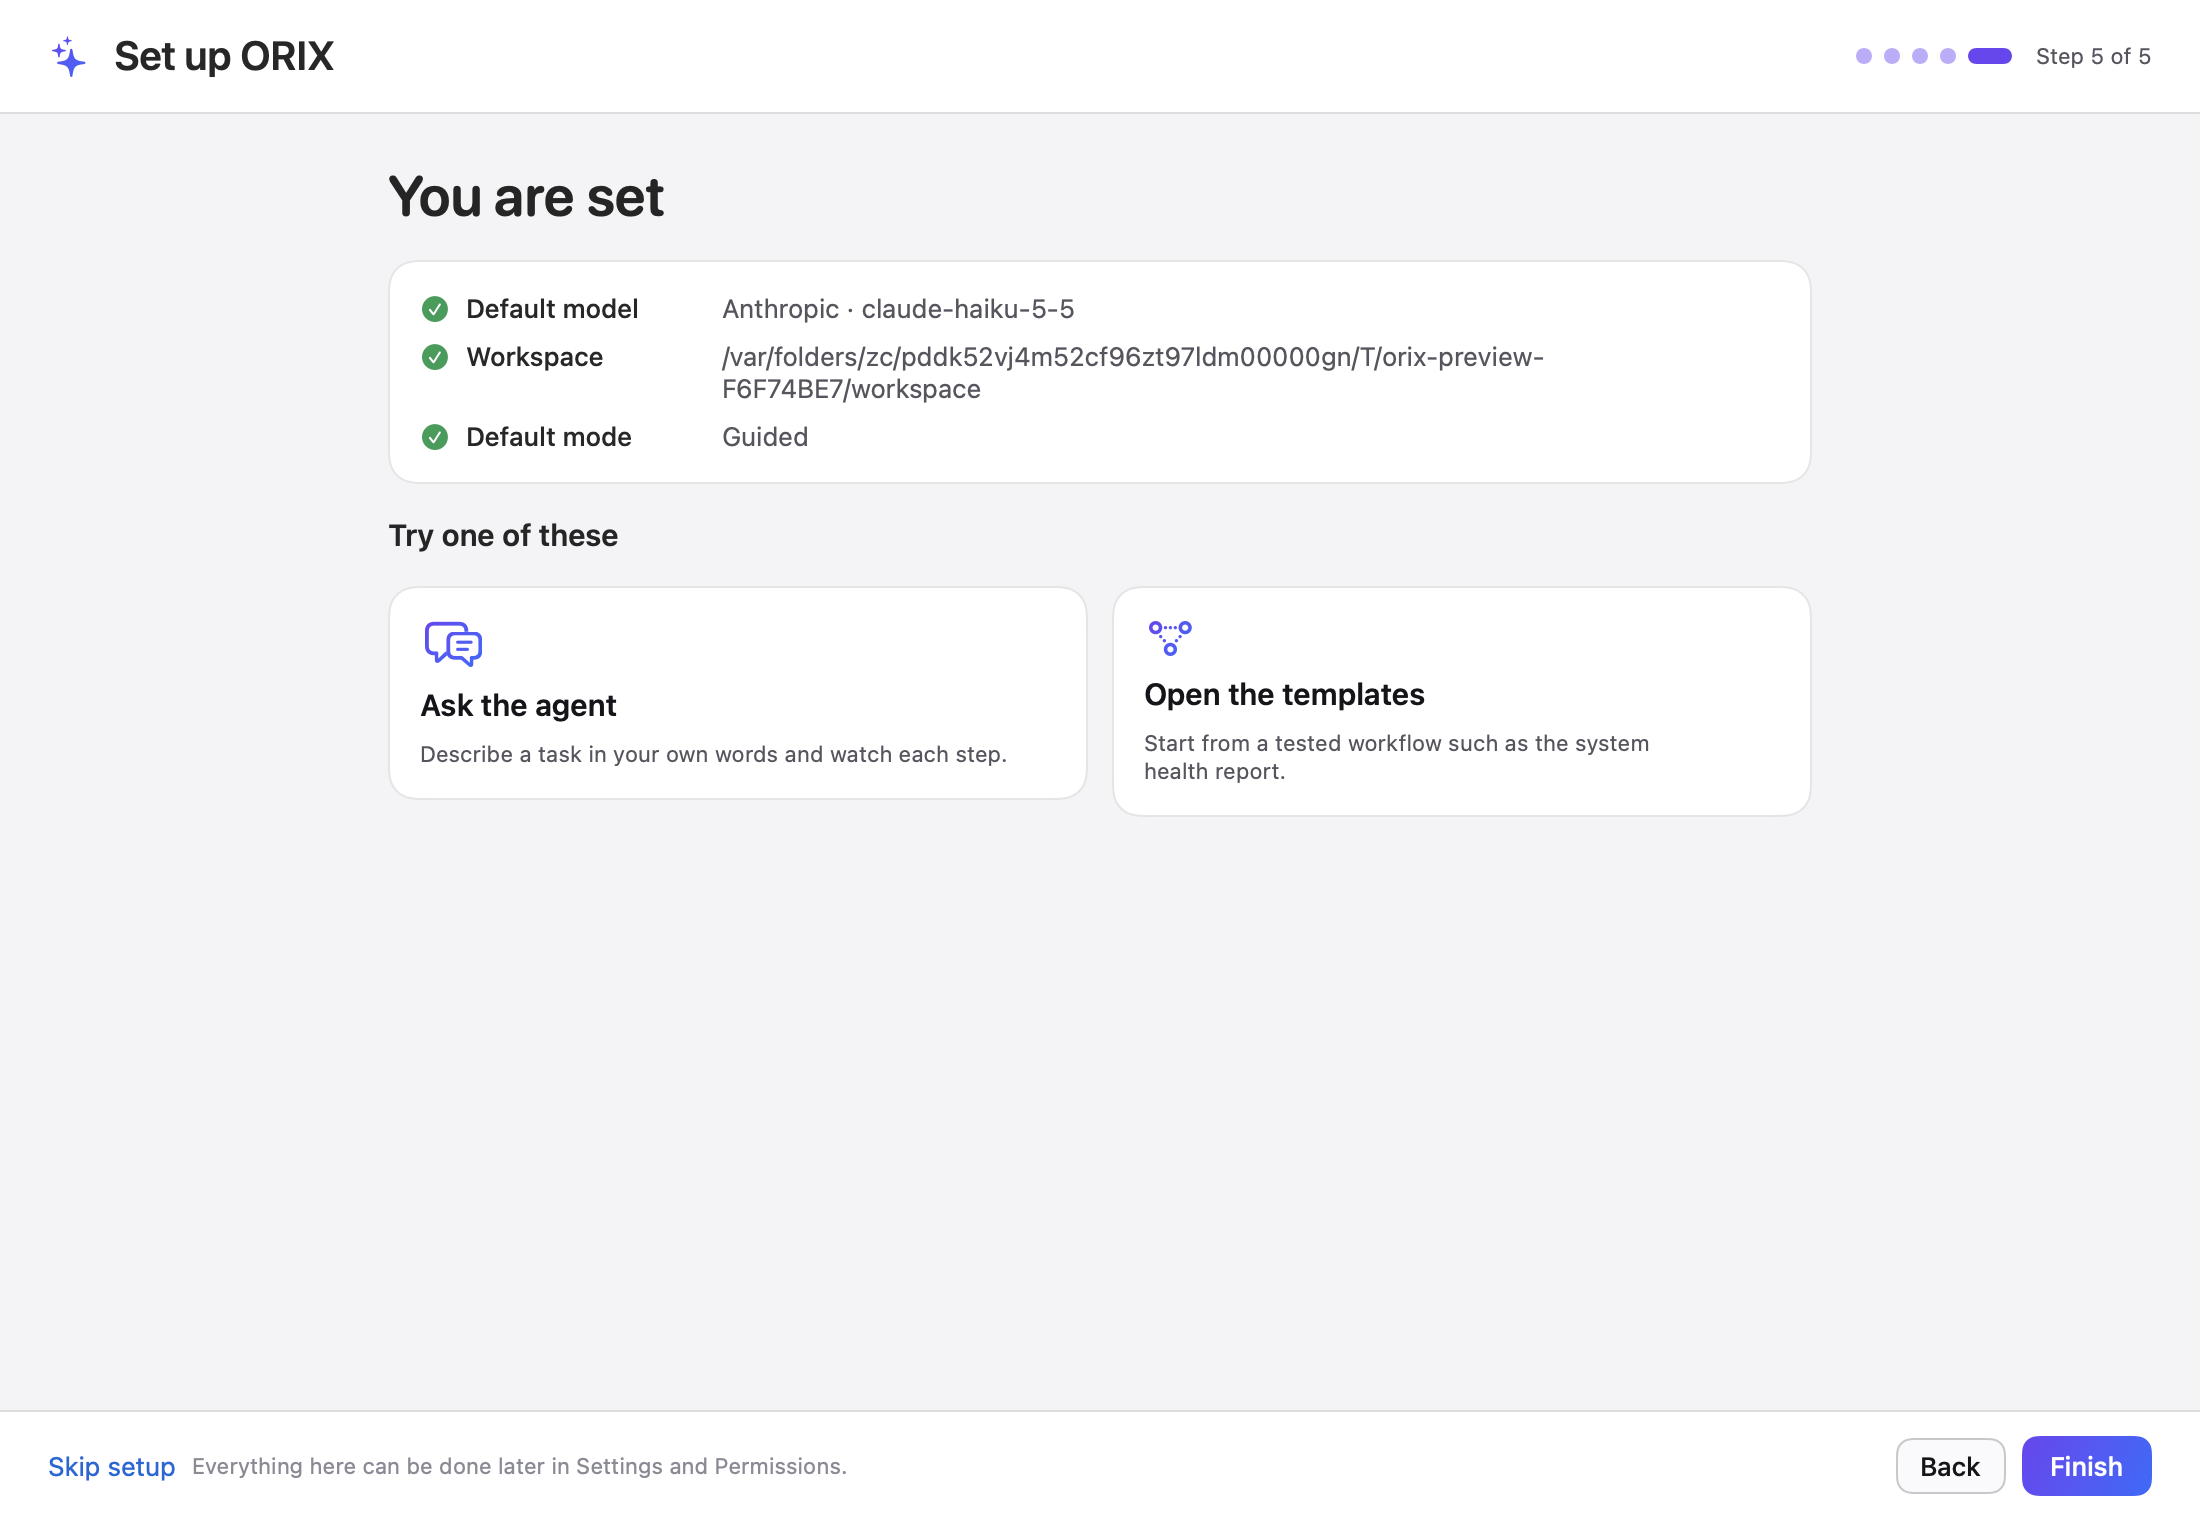 Set up ORIX
Step 5 of 5
You are set
Default model Anthropic · claude-haiku-5-5
Workspace /var/folders/zc/pddk52vj4m52cf96zt97ldm00000gn/T/orix-preview-
F6F74BE7/workspace
Default mode Guided
Try one of these
Ask the agent
Describe a task in your own words and watch each step.
Open the templates
Start from a tested workflow such as the system
health report.
Skip setup Everything here can be done later in Settings and Permissions.
Back
Finish